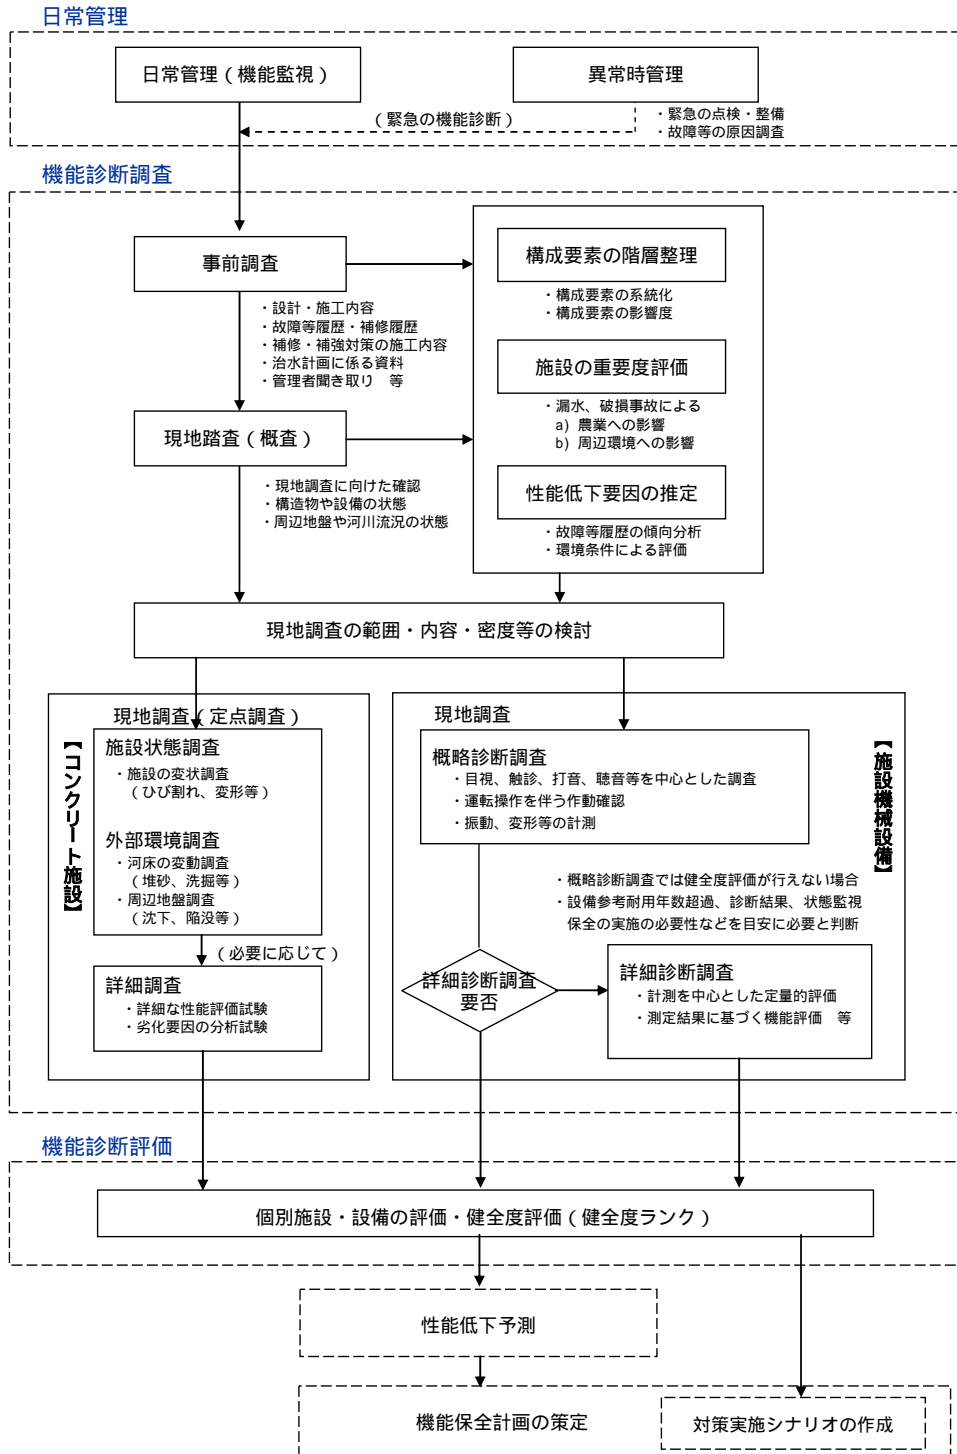 日常管理
日常管理（機能監視）
異常時管理
（緊急の機能診断）
・緊急の点検・整備
・故障等の原因調査
機能診断調査
事前調査
・設計・施工内容
・故障等履歴・補修履歴
・補修・補強対策の施工内容
・治水計画に係る資料
・管理者聞き取り　等
構成要素の階層整理
・構成要素の系統化
・構成要素の影響度
施設の重要度評価
・漏水、破損事故による
a) 農業への影響
b) 周辺環境への影響
現地踏査（概査）
・現地調査に向けた確認
・構造物や設備の状態
・周辺地盤や河川流況の状態
性能低下要因の推定
・故障等履歴の傾向分析
・環境条件による評価
現地調査の範囲・内容・密度等の検討
【コンクリート施設】
現地調査（定点調査）
施設状態調査
・施設の変状調査
（ひび割れ、変形等）
外部環境調査
・河床の変動調査
（堆砂、洗掘等）
・周辺地盤調査
（沈下、陥没等）
（必要に応じて）
詳細調査
・詳細な性能評価試験
・劣化要因の分析試験
現地調査
【施設機械設備】
概略診断調査
・目視、触診、打音、聴音等を中心とした調査
・運転操作を伴う作動確認
・振動、変形等の計測
・概略診断調査では健全度評価が行えない場合
・設備参考耐用年数超過、診断結果、状態監視
保全の実施の必要性などを目安に必要と判断
詳細診断調査
要否
詳細診断調査
・計測を中心とした定量的評価
・測定結果に基づく機能評価　等
機能診断評価
個別施設・設備の評価・健全度評価（健全度ランク）
性能低下予測
機能保全計画の策定
対策実施シナリオの作成